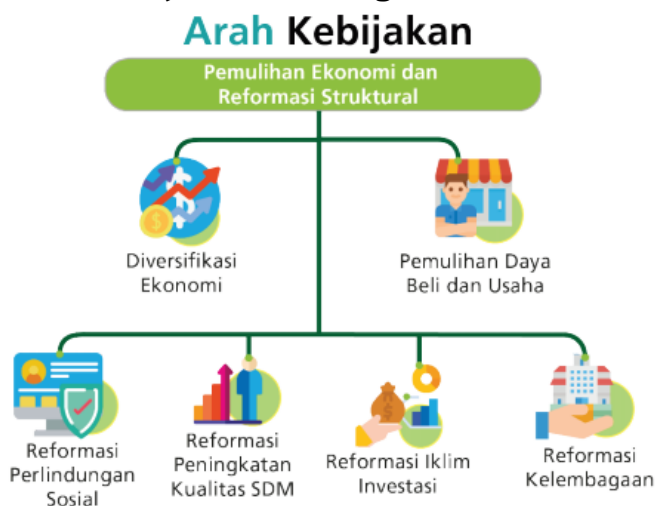 Arah Kebijakan
Pemulihan Ekonomi dan
Reformasi Struktural
Diversifikasi
Ekonomi
Pemulihan Daya
Beli dan Usaha
Reformasi
Perlindungan
Sosial
Reformasi
Peningkatan
Kualitas SDM
Reformasi Iklim
Investasi
Reformasi
Kelembagaan